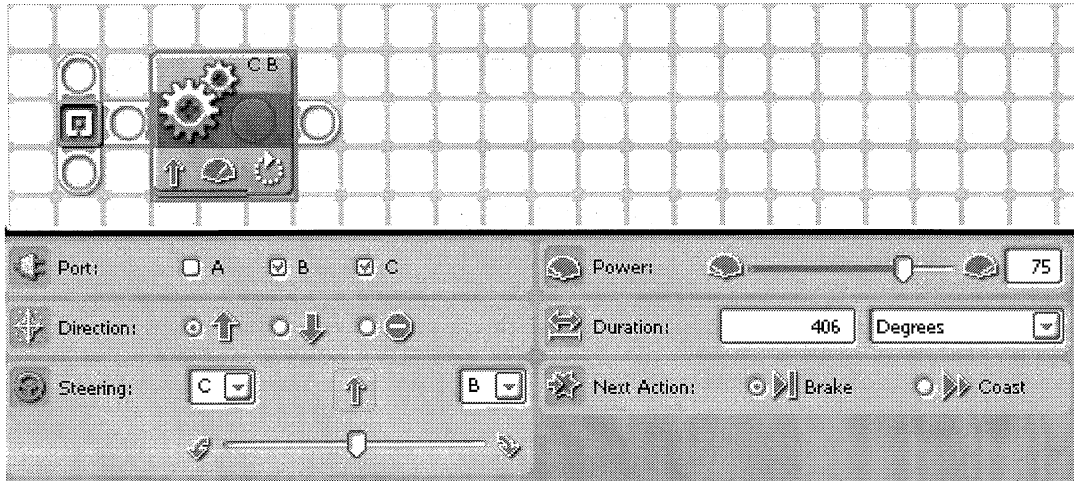 C B
Port: A B C
Power: 75
Direction:
Duration: 406 Degrees
Steering: C B
Next Action: Brake Coast